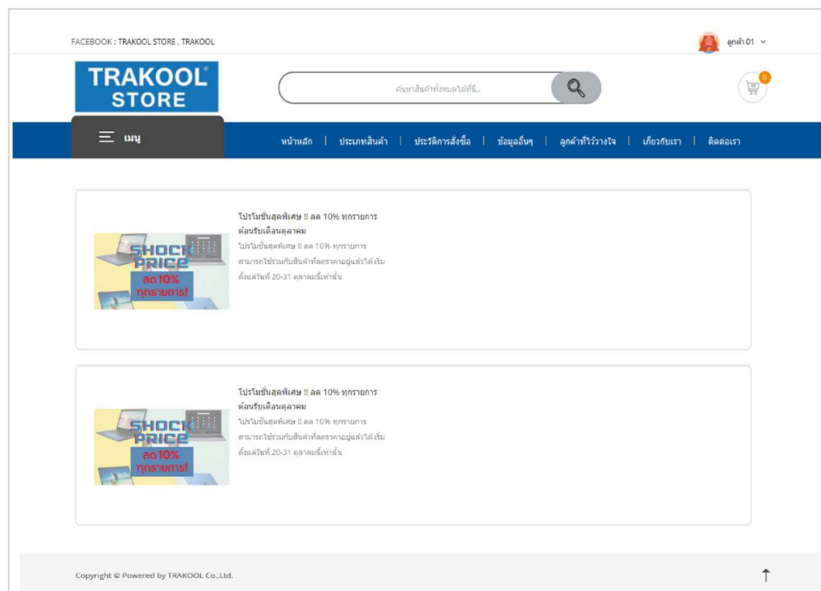 FACEBOOK : TRAKOOL STORE , TRAKOOL
ลูกค้า 01
TRAKOOL
STORE
ค้นหาสินค้าทั้งหมดได้ที่นี่..
0
เมนู
หน้าหลัก | ประเภทสินค้า | ประวัติการสั่งซื้อ | ข้อมูลอื่นๆ | ลูกค้าที่ไว้วางใจ | เกี่ยวกับเรา | ติดต่อเรา
โปรโมชั่นสุดพิเศษ !! ลด 10% ทุกรายการ
ต้อนรับเดือนตุลาคม
โปรโมชั่นสุดพิเศษ !! ลด 10% ทุกรายการ
สามารถใช้ร่วมกับสินค้าที่ลดราคาอยู่แล้วได้ เริ่ม
ตั้งแต่วันที่ 20-31 ตุลาคมนี้เท่านั้น
SHOCK
PRICE
ลด 10%
ทุกรายการ!
โปรโมชั่นสุดพิเศษ !! ลด 10% ทุกรายการ
ต้อนรับเดือนตุลาคม
โปรโมชั่นสุดพิเศษ !! ลด 10% ทุกรายการ
สามารถใช้ร่วมกับสินค้าที่ลดราคาอยู่แล้วได้ เริ่ม
ตั้งแต่วันที่ 20-31 ตุลาคมนี้เท่านั้น
SHOCK
PRICE
ลด 10%
ทุกรายการ!
Copyright © Powered by TRAKOOL Co.,Ltd.